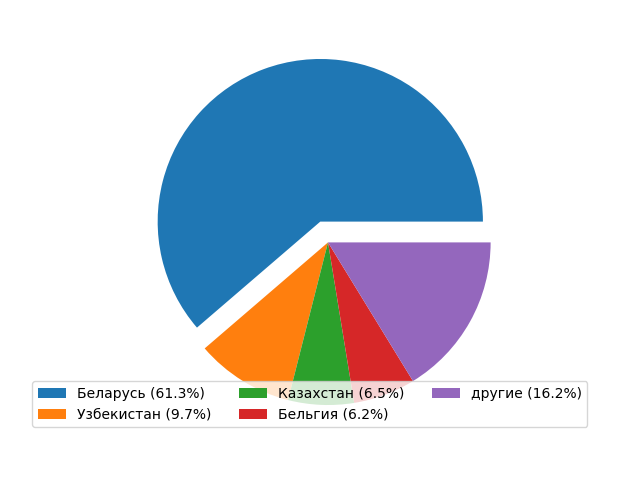 Беларусь (61.3%)
Узбекистан (9.7%)
Казахстан (6.5%)
Бельгия (6.2%)
другие (16.2%)